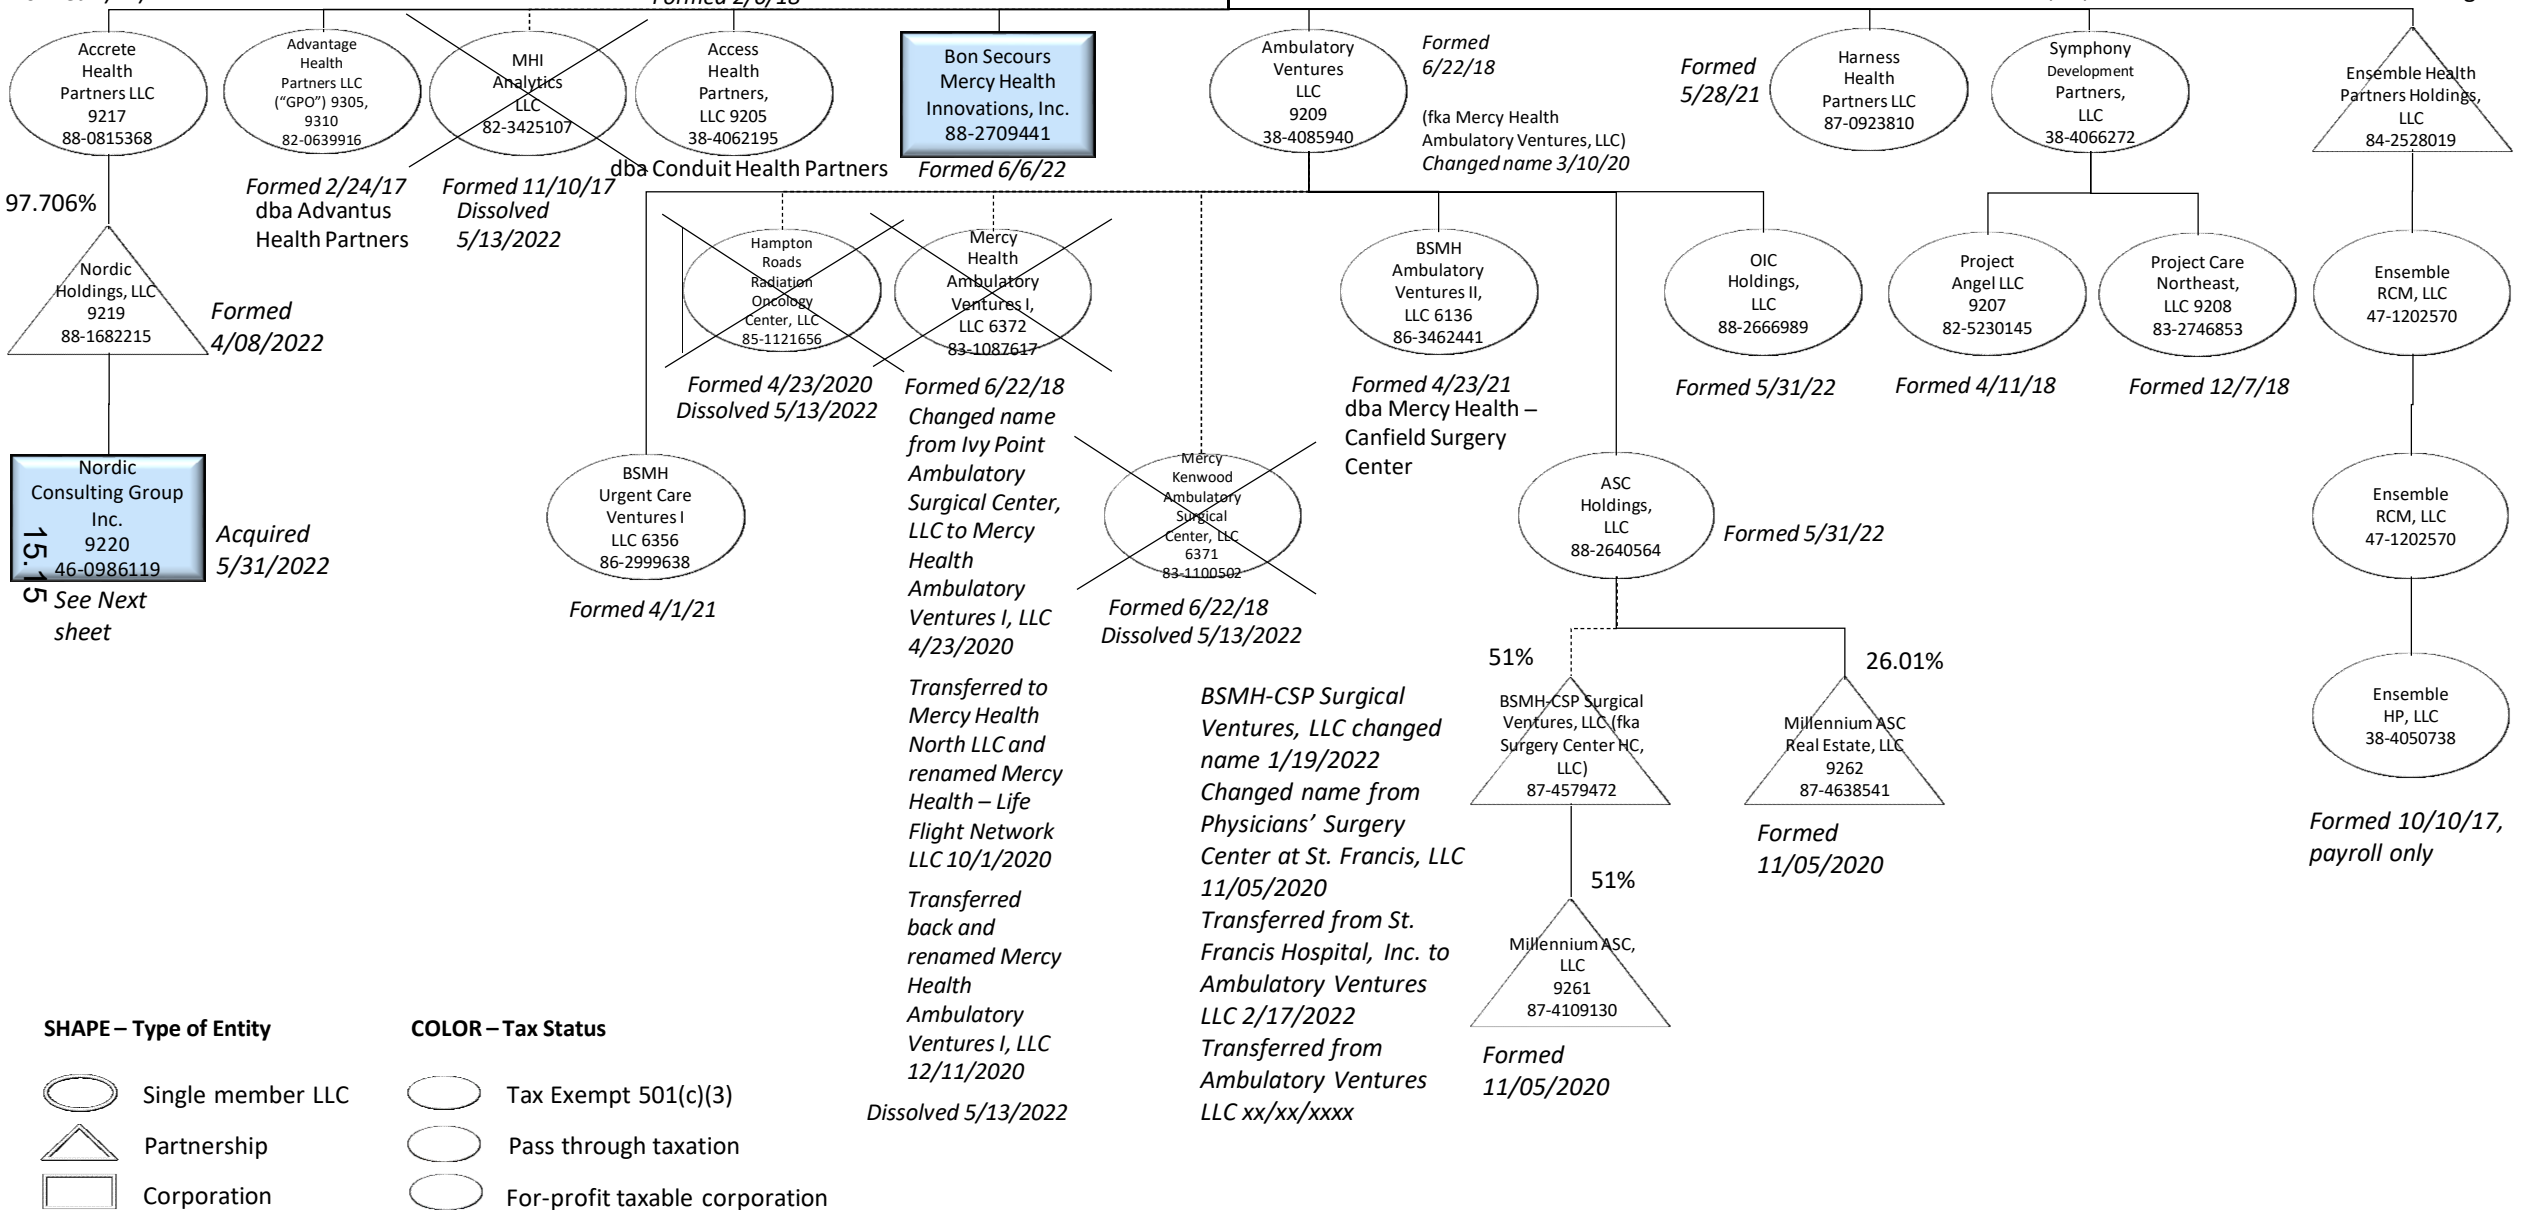 Formed 2/6/18
Accrete
Health
Partners LLC
9217
88-0815368
Advantage
Health
Partners LLC
("GPO") 9305,
9310
82-0639916
MHI
Analytics
LLC
82-3425107
Access
Health
Partners,
LLC 9205
38-4062195
Bon Secours
Mercy Health
Innovations, Inc.
88-2709441
Ambulatory
Ventures
LLC
9209
38-4085940
Formed
6/22/18
(fka Mercy Health
Ambulatory Ventures, LLC)
Changed name 3/10/20
Formed
5/28/21
Harness
Health
Partners LLC
87-0923810
Symphony
Development
Partners,
LLC
38-4066272
Ensemble Health
Partners Holdings,
LLC
84-2528019
97.706%
Formed 2/24/17
dba Advantus
Health Partners
Formed 11/10/17
Dissolved
5/13/2022
dba Conduit Health Partners
Formed 6/6/22
Nordic
Holdings, LLC
9219
88-1682215
Formed
4/08/2022
Hampton
Roads
Radiation
Oncology
Center, LLC
85-1121656
Formed 4/23/2020
Dissolved 5/13/2022
Mercy
Health
Ambulatory
Ventures I,
LLC 6372
83-1087617
Formed 6/22/18
Changed name
from Ivy Point
Ambulatory
Surgical Center,
LLC to Mercy
Health
Ambulatory
Ventures I, LLC
4/23/2020
Transferred to
Mercy Health
North LLC and
renamed Mercy
Health – Life
Flight Network
LLC 10/1/2020
Transferred
back and
renamed Mercy
Health
Ambulatory
Ventures I, LLC
12/11/2020
Dissolved 5/13/2022
BSMH
Ambulatory
Ventures II,
LLC 6136
86-3462441
Formed 4/23/21
dba Mercy Health –
Canfield Surgery
Center
OIC
Holdings,
LLC
88-2666989
Formed 5/31/22
Project
Angel LLC
9207
82-5230145
Formed 4/11/18
Project Care
Northeast,
LLC 9208
83-2746853
Formed 12/7/18
Ensemble
RCM, LLC
47-1202570
Nordic
Consulting Group
Inc.
9220
46-0986119
15.15
Acquired
5/31/2022
See Next
sheet
BSMH
Urgent Care
Ventures I
LLC 6356
86-2999638
Formed 4/1/21
Mercy
Kenwood
Ambulatory
Surgical
Center, LLC
6371
83-1100502
Formed 6/22/18
Dissolved 5/13/2022
ASC
Holdings,
LLC
88-2640564
Formed 5/31/22
Ensemble
RCM, LLC
47-1202570
51%
26.01%
BSMH-CSP Surgical
Ventures, LLC changed
name 1/19/2022
Changed name from
Physicians' Surgery
Center at St. Francis, LLC
11/05/2020
Transferred from St.
Francis Hospital, Inc. to
Ambulatory Ventures
LLC 2/17/2022
Transferred from
Ambulatory Ventures
LLC xx/xx/xxxx
BSMH-CSP Surgical
Ventures, LLC (fka
Surgery Center HC,
LLC)
87-4579472
Millennium ASC
Real Estate, LLC
9262
87-4638541
Formed
11/05/2020
Ensemble
HP, LLC
38-4050738
Formed 10/10/17,
payroll only
51%
Millennium ASC,
LLC
9261
87-4109130
Formed
11/05/2020
SHAPE – Type of Entity
Single member LLC
Partnership
Corporation
COLOR – Tax Status
Tax Exempt 501(c)(3)
Pass through taxation
For-profit taxable corporation